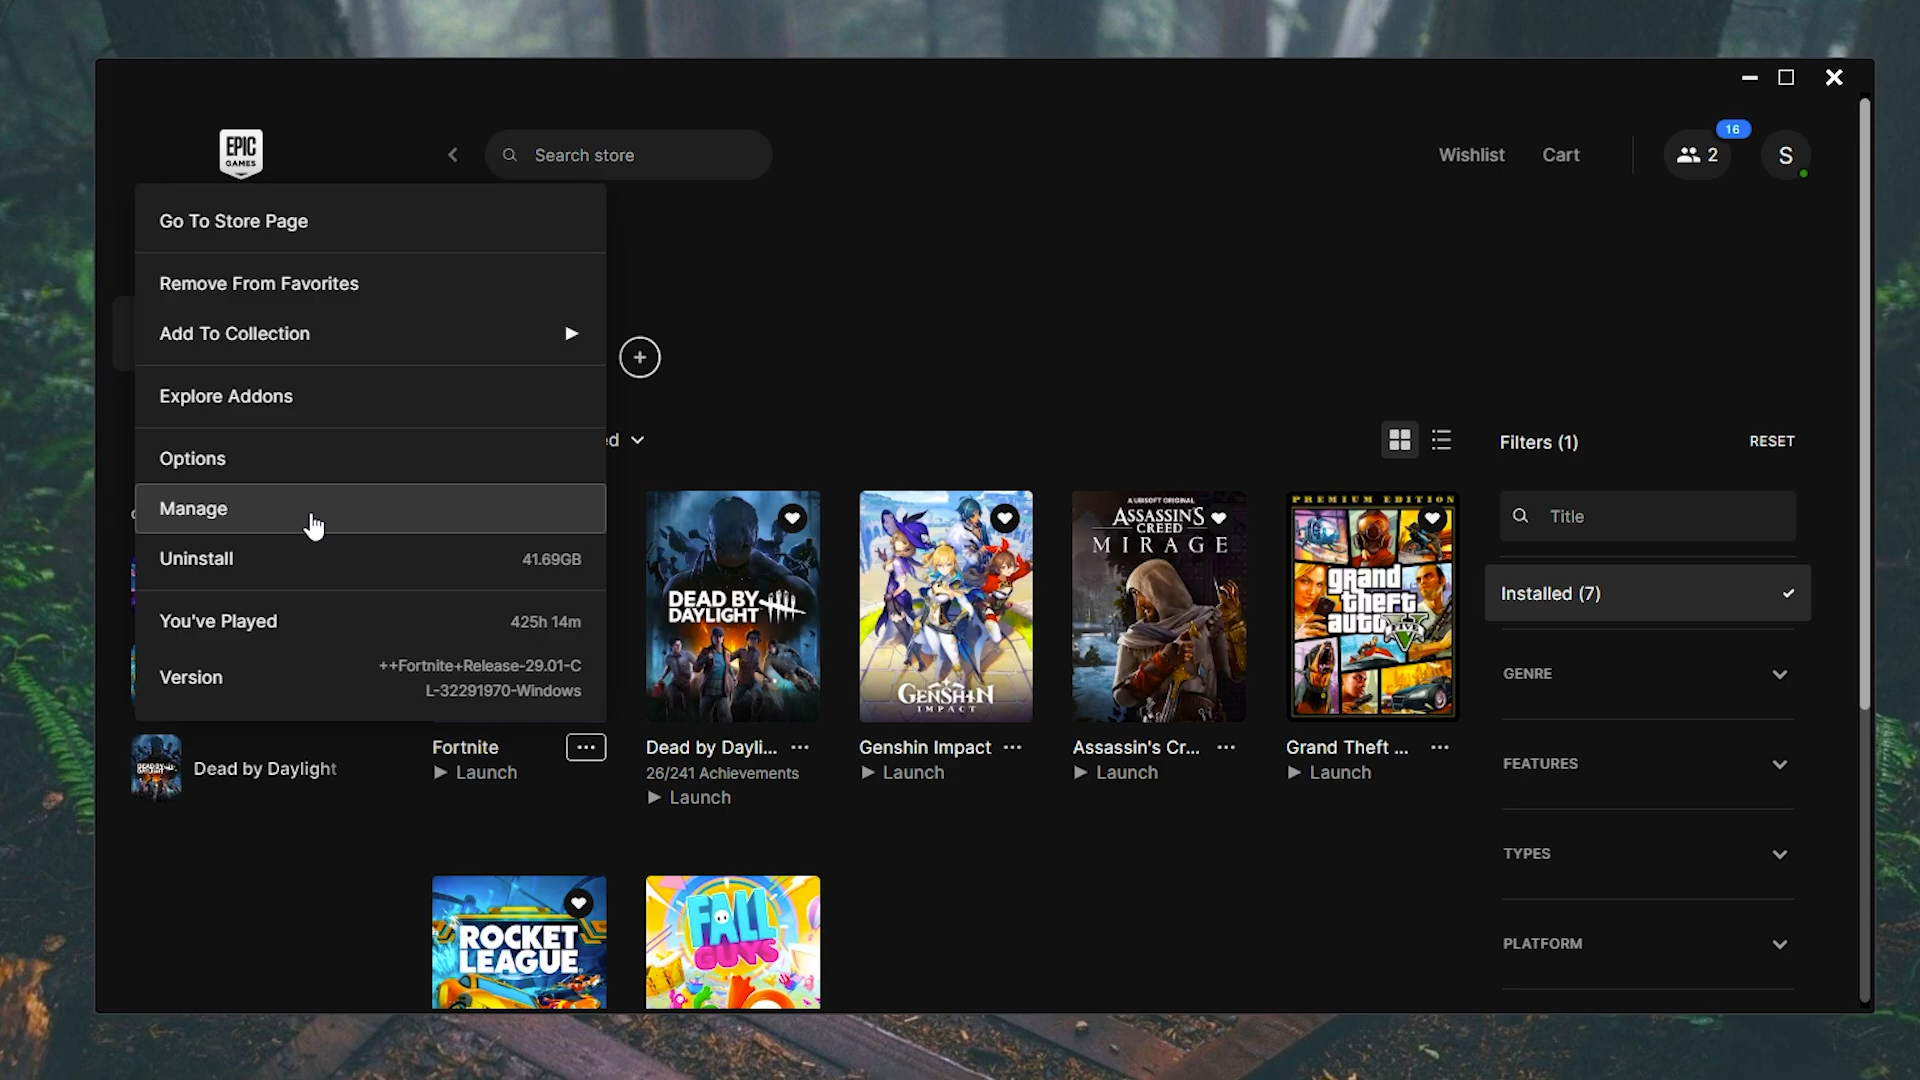 EPIC
GAMES
Search store
Wishlist
Cart
16
2
S
Go To Store Page
Remove From Favorites
Add To Collection
Explore Addons
Options
Manage
Uninstall
41.69GB
You've Played
425h 14m
Version
++Fortnite+Release-29.01-C
L-32291970-Windows
Filters (1)
RESET
Title
Installed (7)
GENRE
FEATURES
TYPES
PLATFORM
DEAD BY
DAYLIGHT
GENSHIN
IMPACT
A UBISOFT ORIGINAL
ASSASSIN'S
CREED
MIRAGE
PREMIUM EDITION
grand
theft
auto
FIVE
Dead by Daylight
Fortnite
Launch
Dead by Dayli...
26/241 Achievements
Launch
Genshin Impact
Launch
Assassin's Cr...
Launch
Grand Theft ...
Launch
ROCKET
LEAGUE
FALL
GUYS